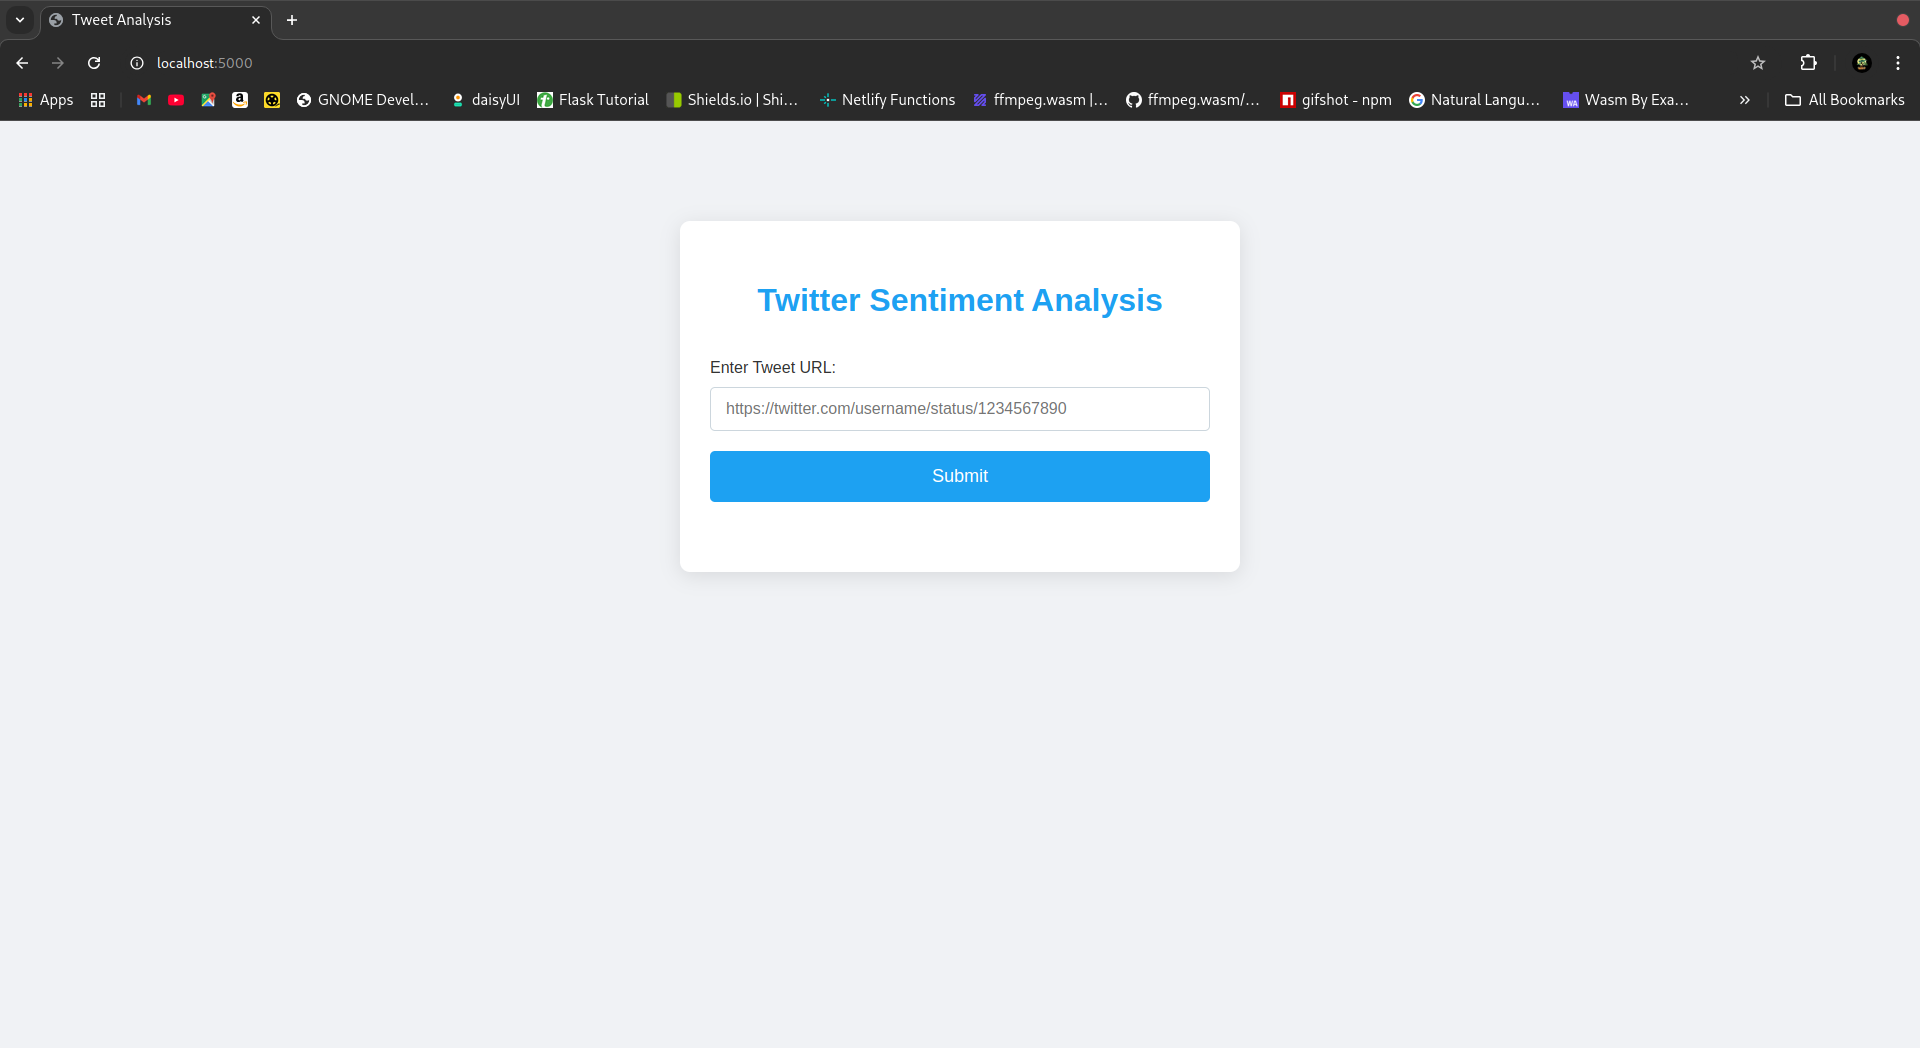 Tweet Analysis
localhost:5000
Apps GNOME Devel... daisyUI Flask Tutorial Shields.io | Shi... Netlify Functions ffmpeg.wasm |... ffmpeg.wasm/... gifshot - npm Natural Langu... WA Wasm By Exa... All Bookmarks
Twitter Sentiment Analysis
Enter Tweet URL:
https://twitter.com/username/status/1234567890
Submit